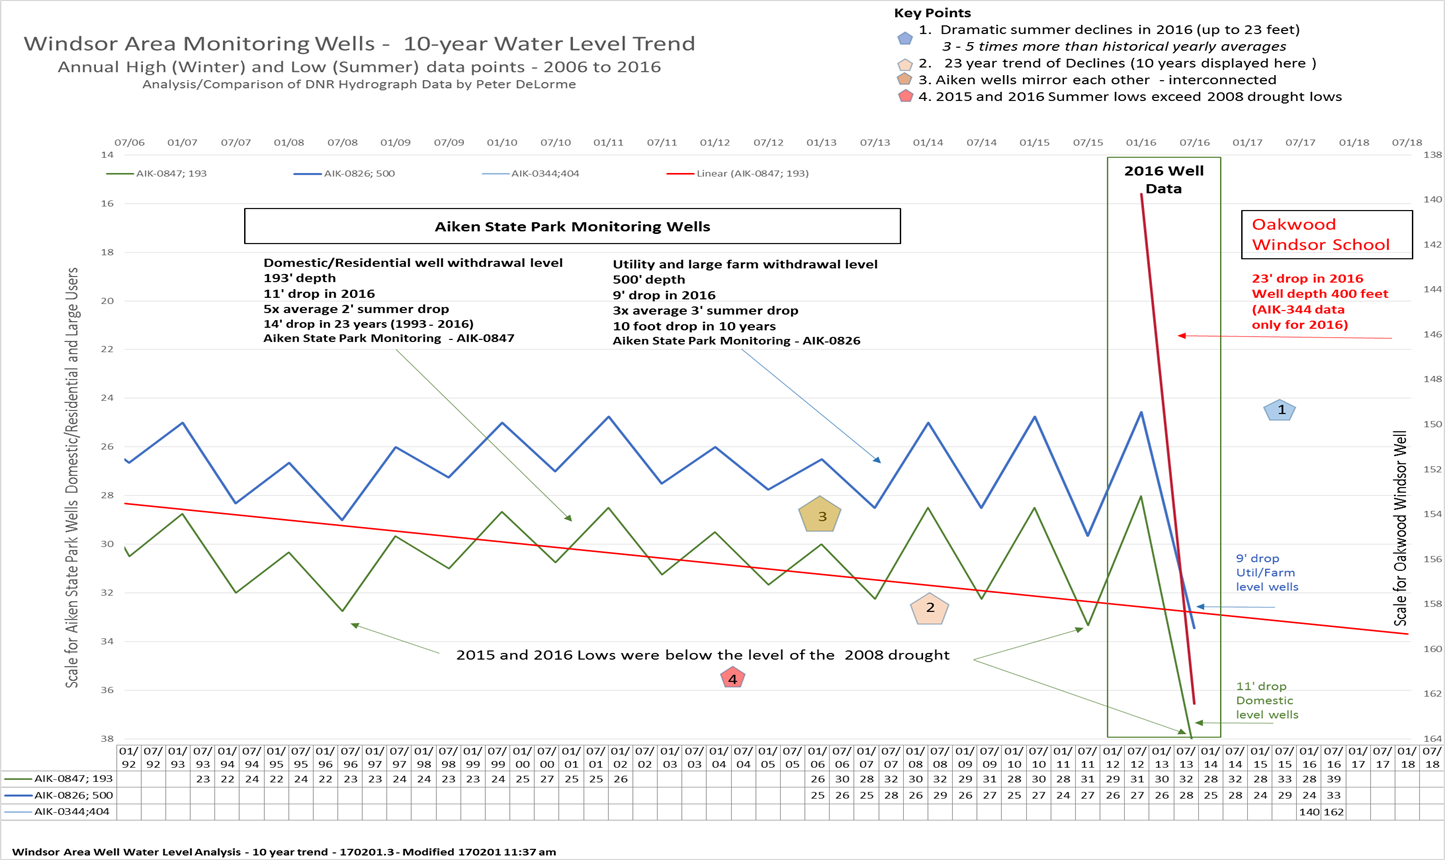 Windsor Area Monitoring Wells - 10-year Water Level Trend
Annual High (Winter) and Low (Summer) data points - 2006 to 2016
Analysis/Comparison of DNR Hydrograph Data by Peter DeLorme
Key Points
1. Dramatic summer declines in 2016 (up to 23 feet)
3 - 5 times more than historical yearly averages
2. 23 year trend of Declines (10 years displayed here )
3. Aiken wells mirror each other - interconnected
4. 2015 and 2016 Summer lows exceed 2008 drought lows
07/06 01/07 07/07 01/08 07/08 01/09 07/09 01/10 07/10 01/11 07/11 01/12 07/12 01/13 07/13 01/14 07/14 01/15 07/15 01/16 07/16 01/17 07/17 01/18 07/18
14 16 18 20 22 24 26 28 30 32 34 36 38
Scale for Aiken State Park Wells Domestic/Residential and Large Users
AIK-0847; 193 AIK-0826; 500 AIK-0344;404 Linear (AIK-0847; 193)
Aiken State Park Monitoring Wells
Domestic/Residential well withdrawal level
193' depth
11' drop in 2016
5x average 2' summer drop
14' drop in 23 years (1993 - 2016)
Aiken State Park Monitoring - AIK-0847
Utility and large farm withdrawal level
500' depth
9' drop in 2016
3x average 3' summer drop
10 foot drop in 10 years
Aiken State Park Monitoring - AIK-0826
2016 Well
Data
Oakwood
Windsor School
23' drop in 2016
Well depth 400 feet
(AIK-344 data
only for 2016)
1
3
2
2015 and 2016 Lows were below the level of the 2008 drought
4
9' drop
Util/Farm
level wells
11' drop
Domestic
level wells
138 140 142 144 146 148 150 152 154 156 158 160 162 164
Scale for Oakwood Windsor Well
01/ 07/ 01/ 07/ 01/ 07/ 01/ 07/ 01/ 07/ 01/ 07/ 01/ 07/ 01/ 07/ 01/ 07/ 01/ 07/ 01/ 07/ 01/ 07/ 01/ 07/ 01/ 07/ 01/ 07/ 01/ 07/ 01/ 07/ 01/ 07/ 01/ 07/ 01/ 07/ 01/ 07/ 01/ 07/ 01/ 07/ 01/ 07/ 01/ 07/ 01/ 07/ 01/ 07/
92 92 93 93 94 94 95 95 96 96 97 97 98 98 99 99 00 00 01 01 02 02 03 03 04 04 05 05 06 06 07 07 08 08 09 09 10 10 11 11 12 12 13 13 14 14 15 15 16 16 17 17 18 18
AIK-0847; 193 23 22 24 22 24 22 23 23 24 24 23 23 24 25 27 25 25 26 26 30 28 32 30 32 29 31 28 30 28 31 29 31 30 32 28 32 28 33 28 39
AIK-0826; 500 25 26 25 28 26 29 26 27 25 27 24 27 26 27 26 28 25 28 24 29 24 33
AIK-0344;404 140 162
Windsor Area Well Water Level Analysis - 10 year trend - 170201.3 - Modified 170201 11:37 am